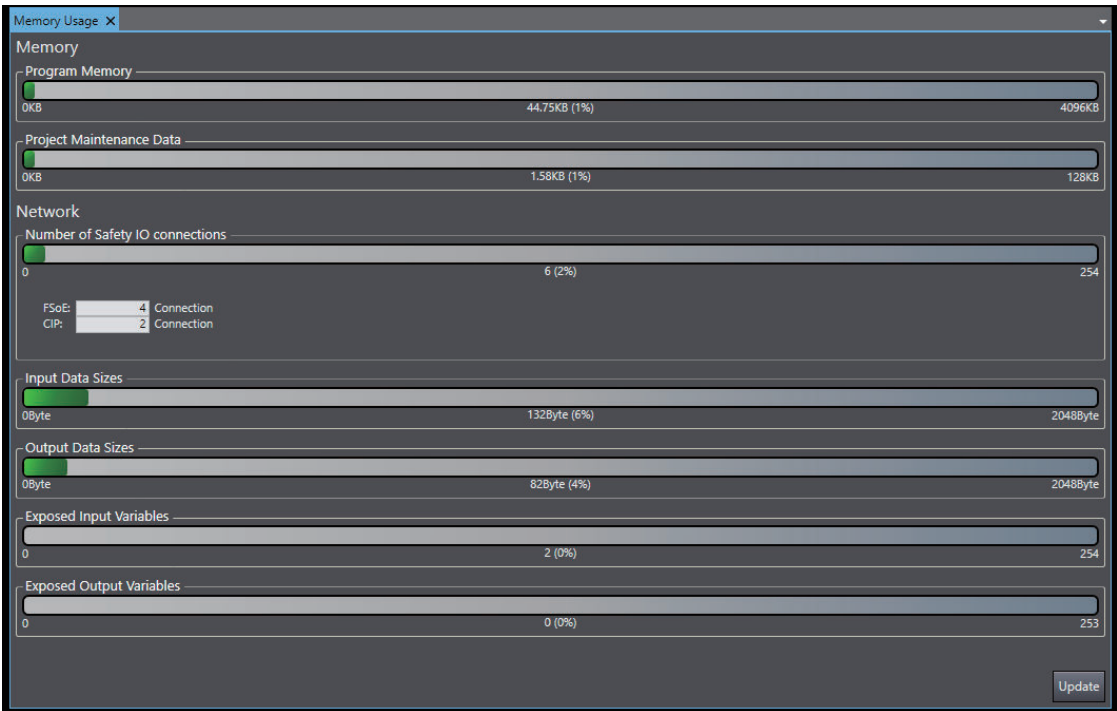 Memory Usage X
Memory
Program Memory
0KB 44.75KB (1%) 4096KB
Project Maintenance Data
0KB 1.58KB (1%) 128KB
Network
Number of Safety IO connections
0 6 (2%) 254
FSoE: 4 Connection
CIP: 2 Connection
Input Data Sizes
0Byte 132Byte (6%) 2048Byte
Output Data Sizes
0Byte 82Byte (4%) 2048Byte
Exposed Input Variables
0 2 (0%) 254
Exposed Output Variables
0 0 (0%) 253
Update